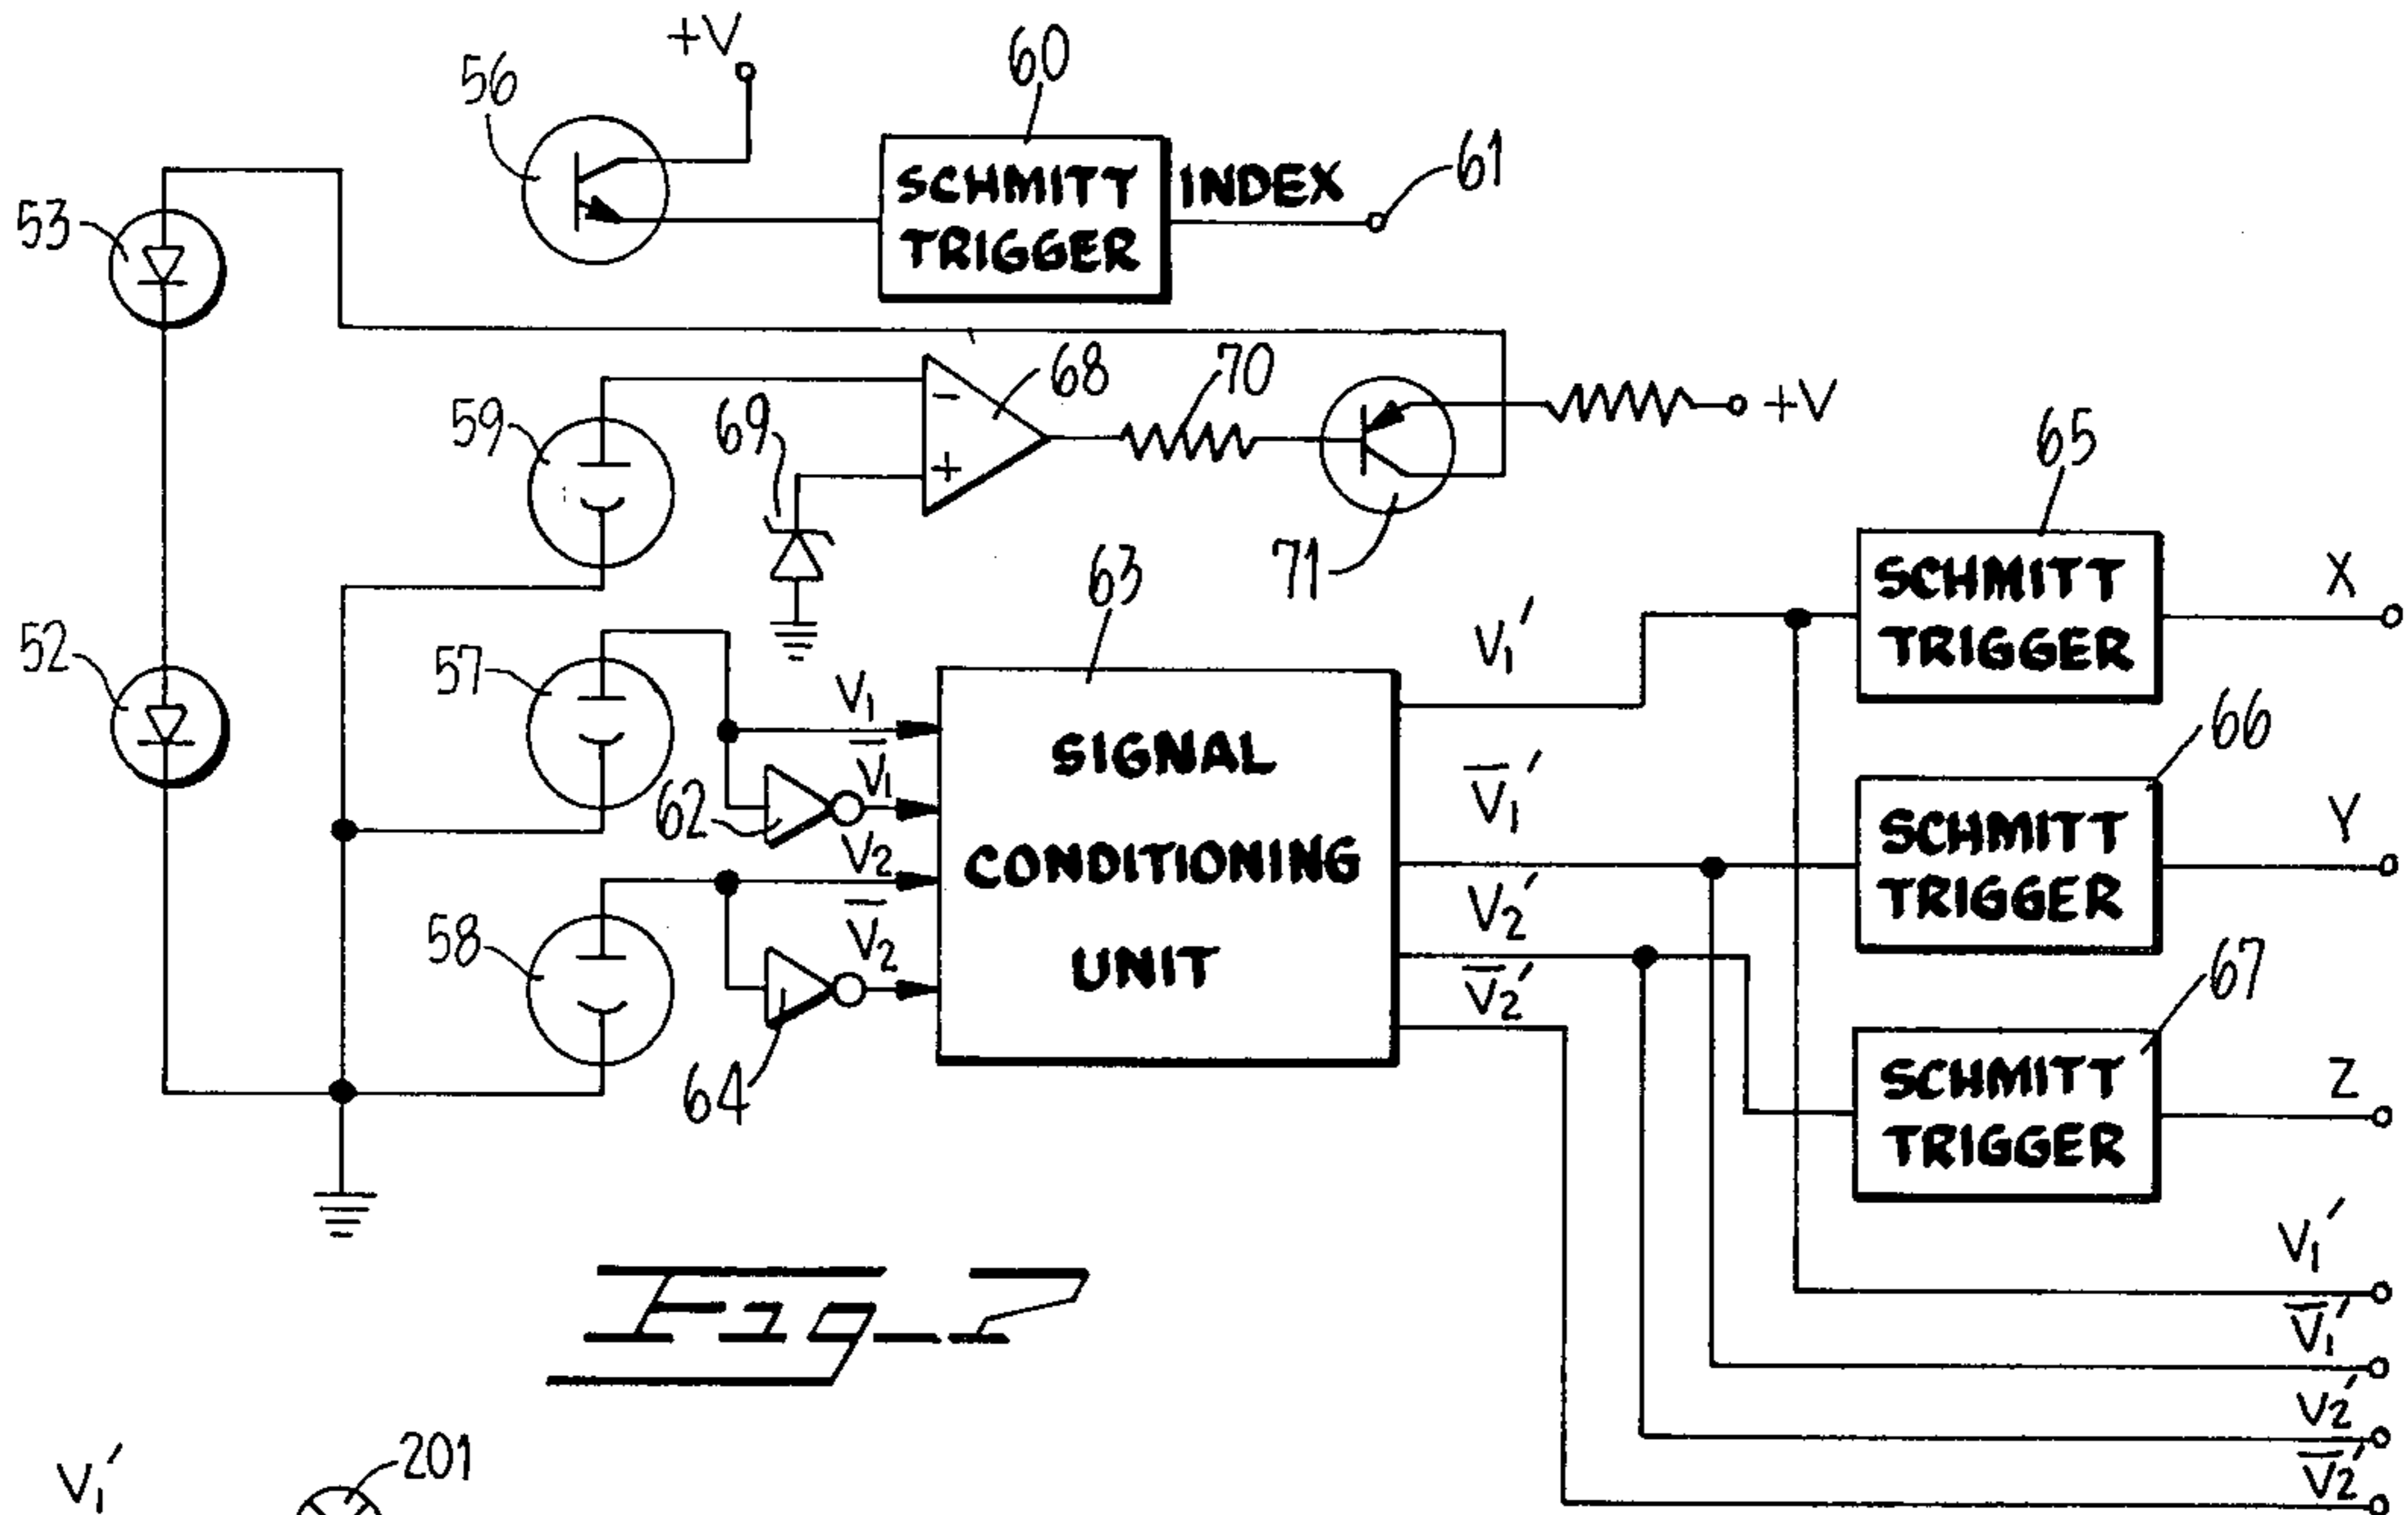 +V
56
60
53
SCHMITT
TRIGGER
INDEX
61
59
69
-
+
68
70
71
+V
52
57
58
V₁
V̅₁
V₂
V̅₂
62
64
63
SIGNAL
CONDITIONING
UNIT
V₁′
V̅₁′
V₂′
V̅₂′
65
SCHMITT
TRIGGER
X
66
SCHMITT
TRIGGER
Y
67
SCHMITT
TRIGGER
Z
V₁′
V̅₁′
V₂′
V̅₂′
Fig_7
V₁′
201